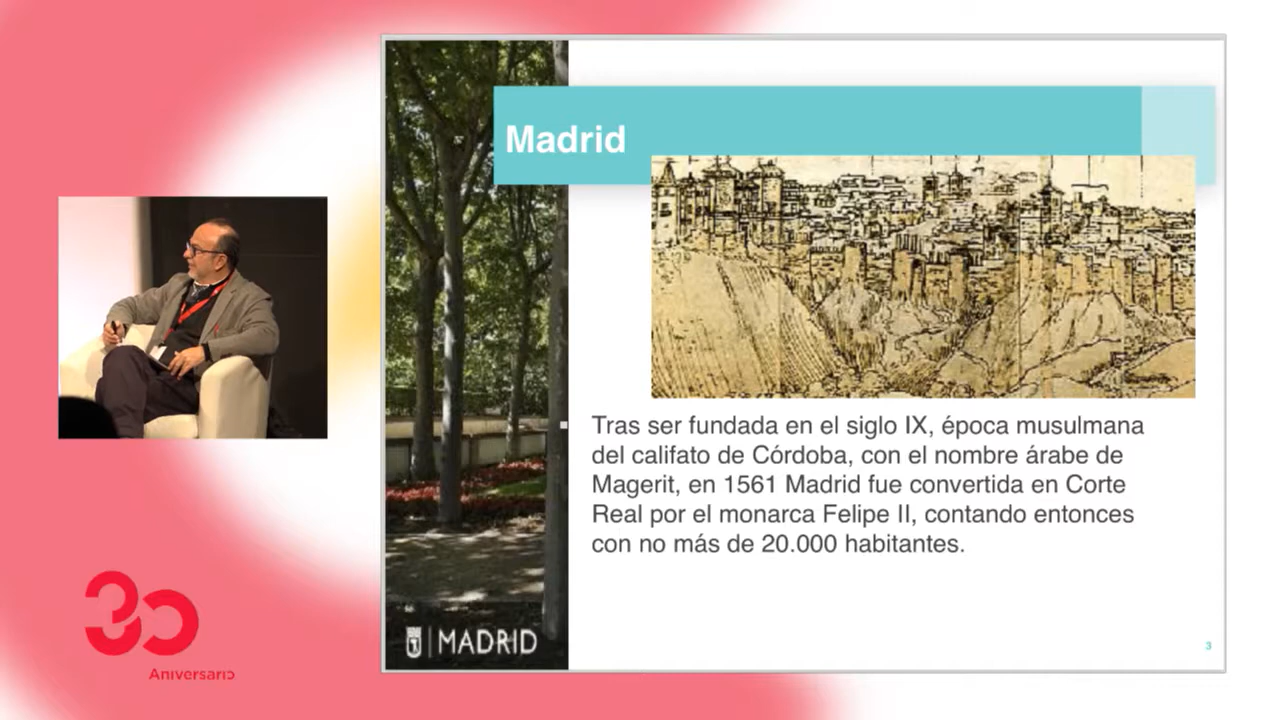 Madrid
Tras ser fundada en el siglo IX, época musulmana
del califato de Córdoba, con el nombre árabe de
Magerit, en 1561 Madrid fue convertida en Corte
Real por el monarca Felipe II, contando entonces
con no más de 20.000 habitantes.
MADRID
3
30
Aniversario